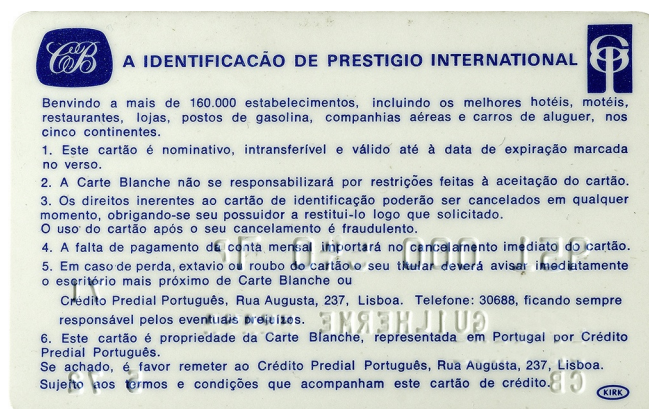 CB A IDENTIFICAÇÃO DE PRESTIGIO INTERNATIONAL
Benvindo a mais de 160.000 estabelecimentos, incluindo os melhores hotéis, motéis,
restaurantes, lojas, postos de gasolina, companhias aéreas e carros de aluguer, nos
cinco continentes.
1. Este cartão é nominativo, intransferível e válido até à data de expiração marcada
no verso.
2. A Carte Blanche não se responsabilizará por restrições feitas à aceitação do cartão.
3. Os direitos inerentes ao cartão de identificação poderão ser cancelados em qualquer
momento, obrigando-se seu possuidor a restitui-lo logo que solicitado.
O uso do cartão após o seu cancelamento é fraudulento.
4. A falta de pagamento da conta mensal importará no cancelamento imediato do cartão.
5. Em caso de perda, extavio ou roubo do cartão o seu titular deverá avisar imediatamente
o escritório mais próximo de Carte Blanche ou
Crédito Predial Português, Rua Augusta, 237, Lisboa. Telefone: 30688, ficando sempre
responsável pelos eventuais prejuizos.
GUILHERME
6. Este cartão é propriedade da Carte Blanche, representada em Portugal por Crédito
Predial Português.
Se achado, é favor remeter ao Crédito Predial Português, Rua Augusta, 237, Lisboa.
Sujeito aos termos e condições que acompanham este cartão de crédito.
KIRK